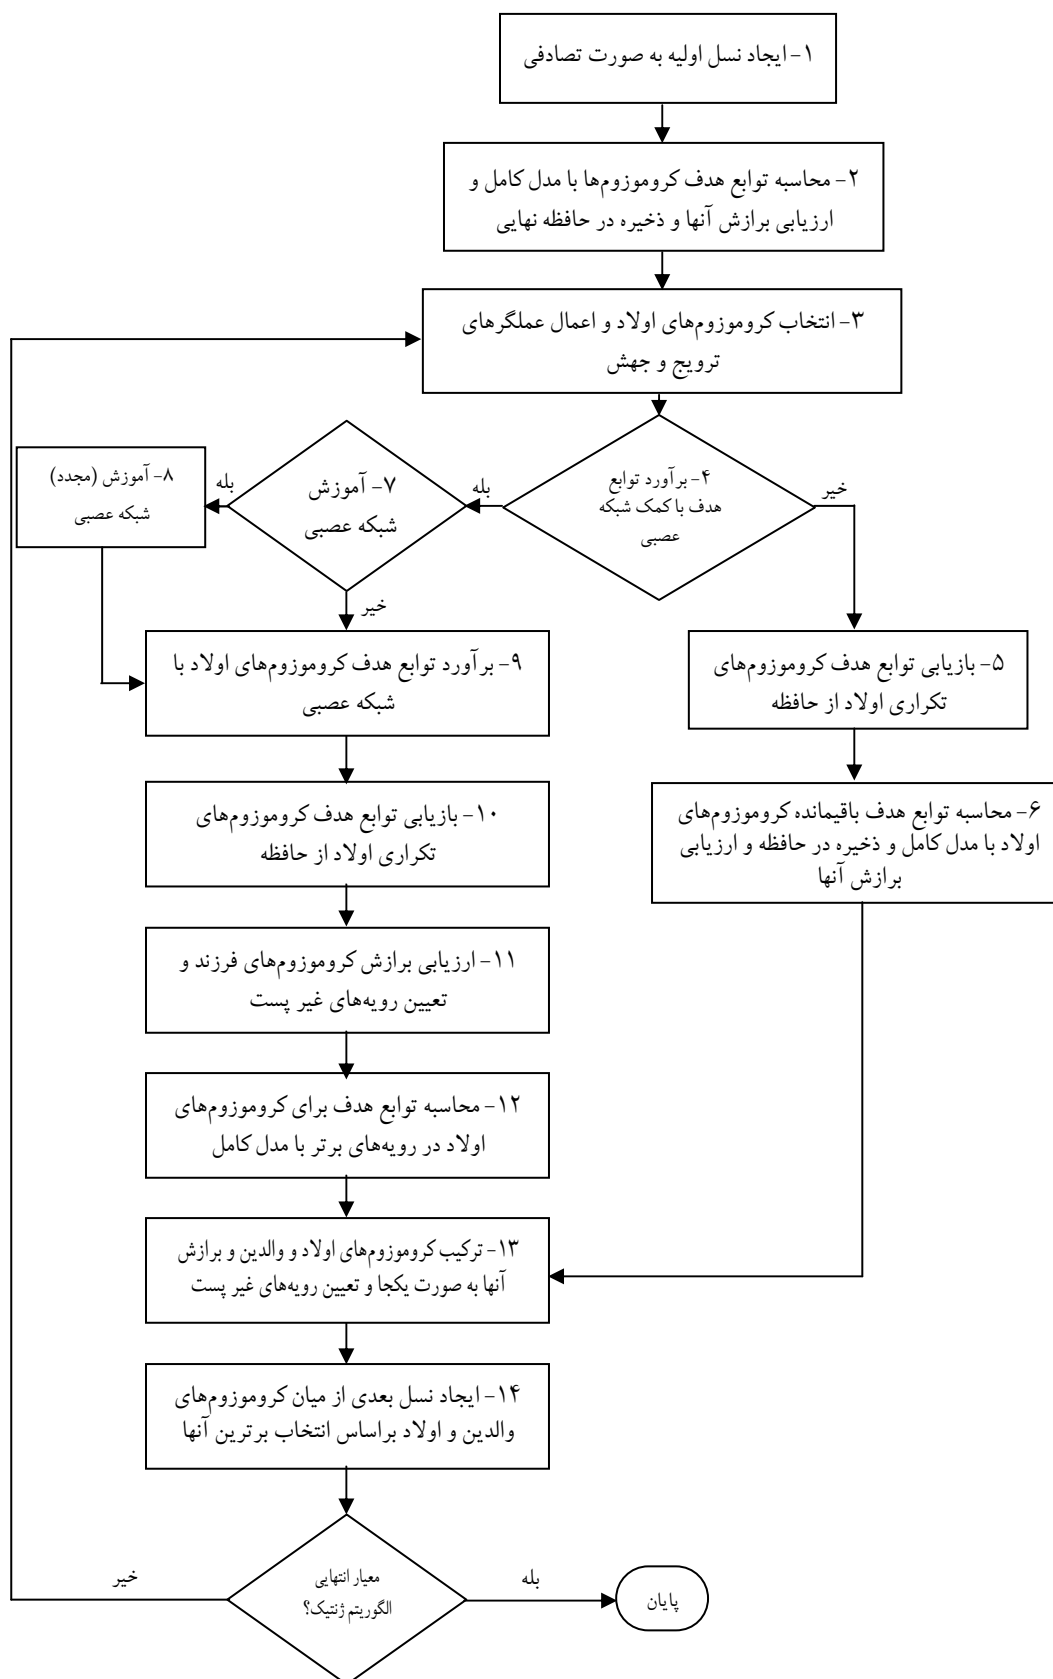 ۱- ایجاد نسل اولیه به صورت تصادفی
۲- محاسبه توابع هدف کروموزوم‌ها با مدل کامل و
ارزیابی برازش آنها و ذخیره در حافظه نهایی
۳- انتخاب کروموزوم‌های اولاد و اعمال عملگرهای
ترویج و جهش
۴- برآورد توابع
هدف با کمک شبکه
عصبی
خیر
بله
۷- آموزش
شبکه عصبی
بله
۸- آموزش (مجدد)
شبکه عصبی
خیر
۵- بازیابی توابع هدف کروموزوم‌های
تکراری اولاد از حافظه
۹- برآورد توابع هدف کروموزوم‌های اولاد با
شبکه عصبی
۶- محاسبه توابع هدف باقیمانده کروموزوم‌های
اولاد با مدل کامل و ذخیره در حافظه و ارزیابی
برازش آنها
۱۰- بازیابی توابع هدف کروموزوم‌های
تکراری اولاد از حافظه
۱۱- ارزیابی برازش کروموزوم‌های فرزند و
تعیین رویه‌های غیر پست
۱۲- محاسبه توابع هدف برای کروموزوم‌های
اولاد در رویه‌های برتر با مدل کامل
۱۳- ترکیب کروموزوم‌های اولاد و والدین و برازش
آنها به صورت یکجا و تعیین رویه‌های غیر پست
۱۴- ایجاد نسل بعدی از میان کروموزوم‌های
والدین و اولاد براساس انتخاب برترین آنها
معیار انتهایی
الگوریتم ژنتیک؟
خیر
بله
پایان